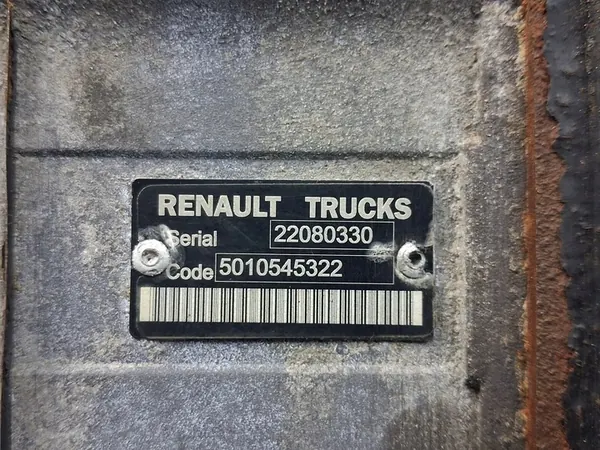 RENAULT TRUCKS
Serial 22080330
Code 5010545322